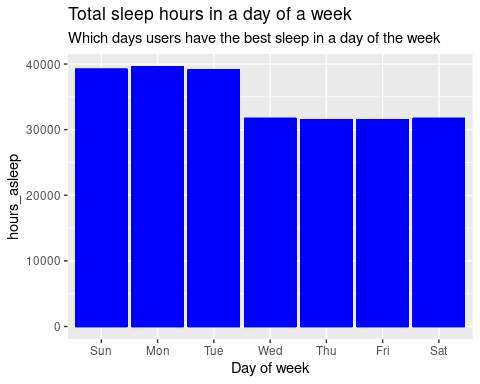 Total sleep hours in a day of a week
Which days users have the best sleep in a day of the week
hours_asleep
40000
30000
20000
10000
0
Sun Mon Tue Wed Thu Fri Sat
Day of week